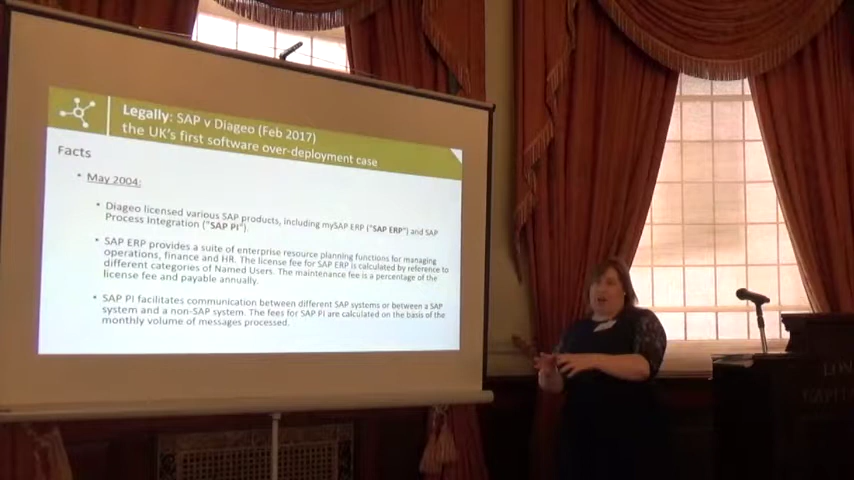 Legally: SAP v Diageo (Feb 2017)
the UK's first software over-deployment case
Facts
• May 2004:
• Diageo licensed various SAP products, including mySAP ERP ("SAP ERP") and SAP
Process Integration ("SAP PI").
• SAP ERP provides a suite of enterprise resource planning functions for managing
operations, finance and HR. The license fee for SAP ERP is calculated by reference to
different categories of Named Users. The maintenance fee is a percentage of the
license fee and payable annually.
• SAP PI facilitates communication between different SAP systems or between a SAP
system and a non-SAP system. The fees for SAP PI are calculated on the basis of the
monthly volume of messages processed.